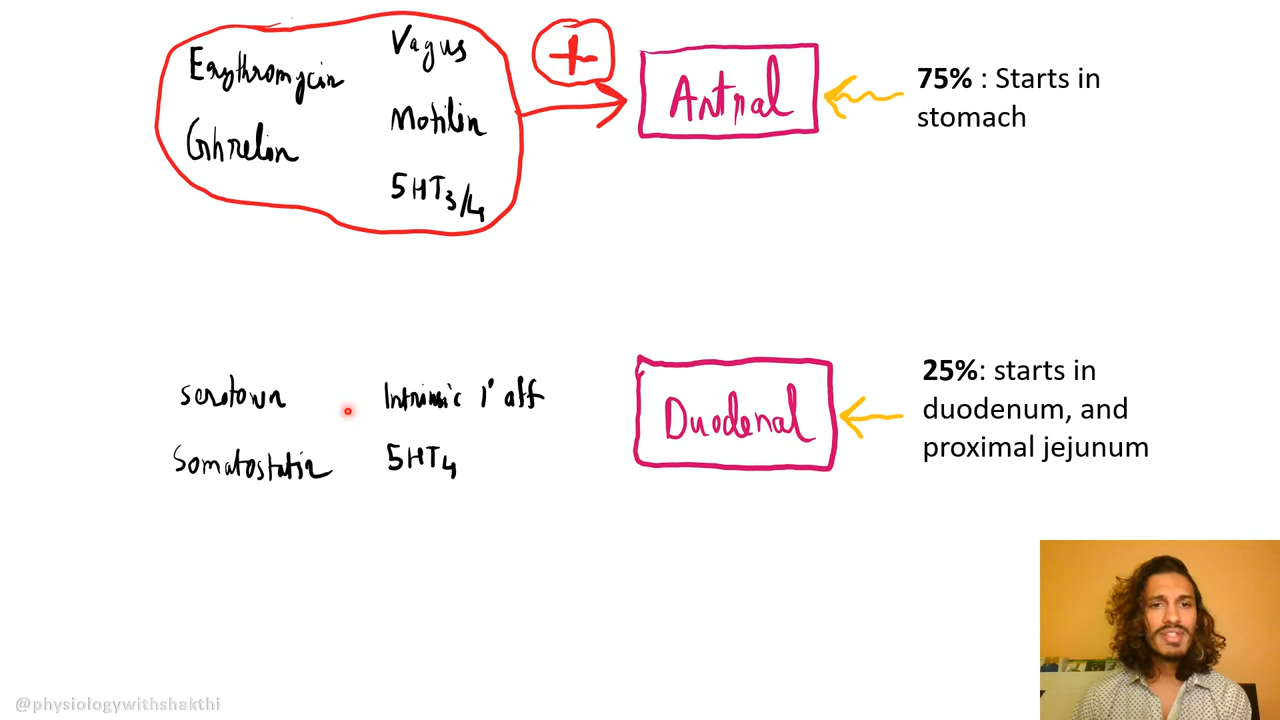 Erythromycin
Vagus
Ghrelin
Motilin
5HT3/4
+
Antral
75% : Starts in
stomach
serotonin
Intrinsic 1° aff
Somatostatin
5HT4
Duodenal
25%: starts in
duodenum, and
proximal jejunum
@physiologywithshakthi